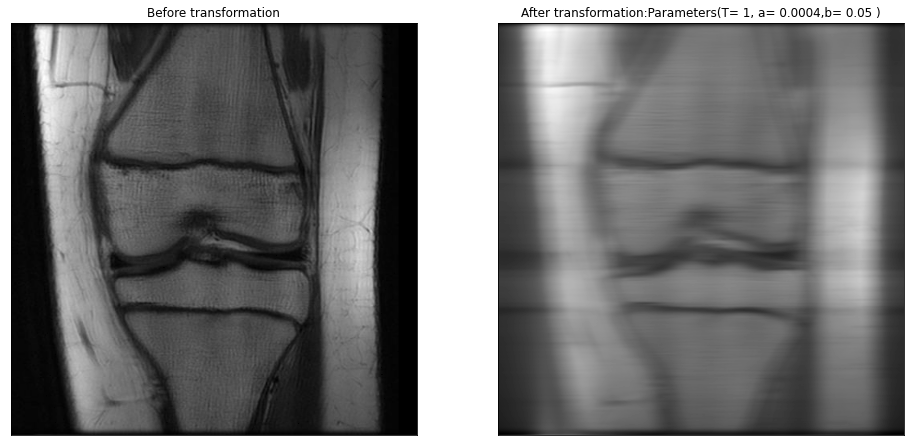 Before transformation
After transformation:Parameters(T= 1, a= 0.0004,b= 0.05 )